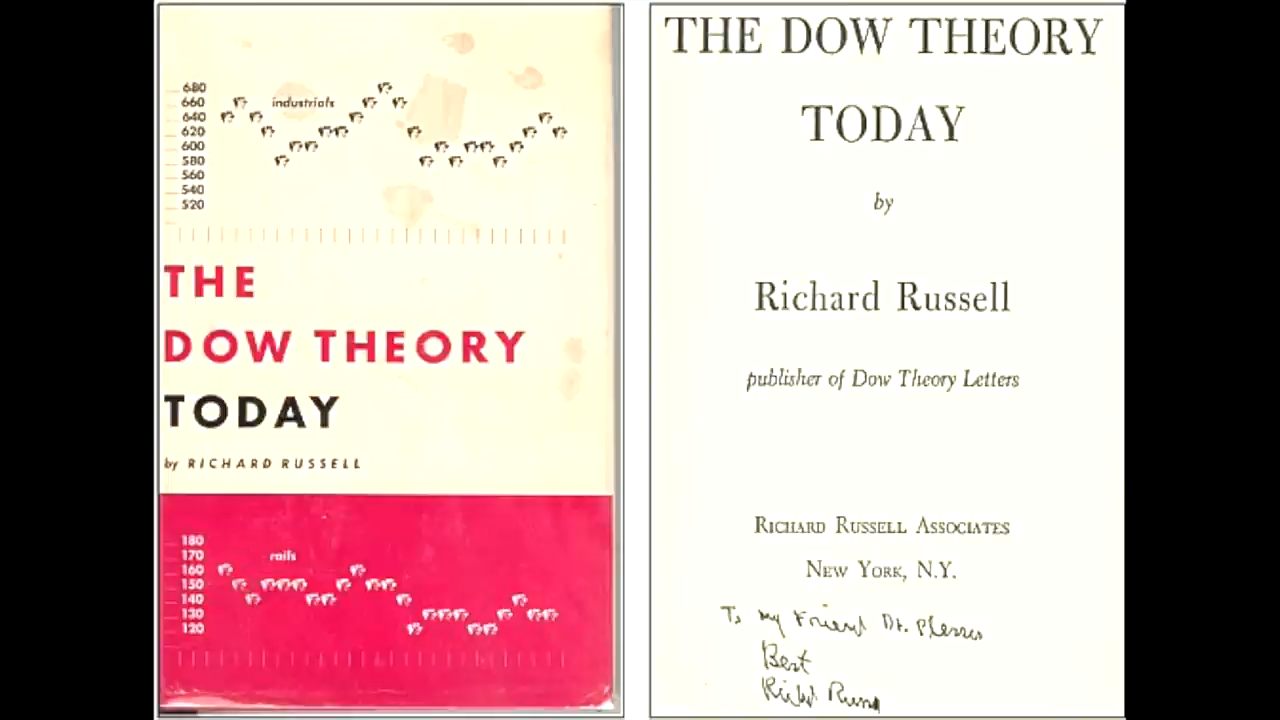 680
660
industrials
640
620
600
580
560
540
520
THE
DOW THEORY
TODAY
by RICHARD RUSSELL
180
170
rails
160
150
140
130
120
THE DOW THEORY
TODAY
by
Richard Russell
publisher of Dow Theory Letters
RICHARD RUSSELL ASSOCIATES
NEW YORK, N.Y.
To my Friend
Best